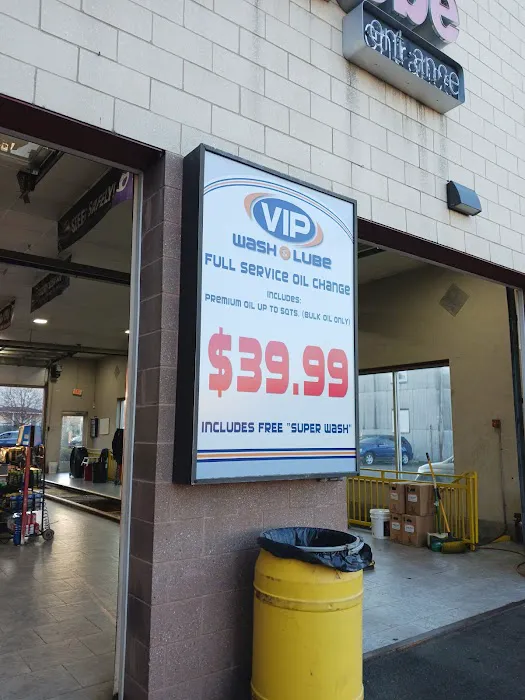 be
entrance
VIP
WASH LUBE
FULL SERVICE OIL CHANGE
INCLUDES:
PREMIUM OIL UP TO 5QTS. (BULK OIL ONLY)
$39.99
INCLUDES FREE "SUPER WASH"